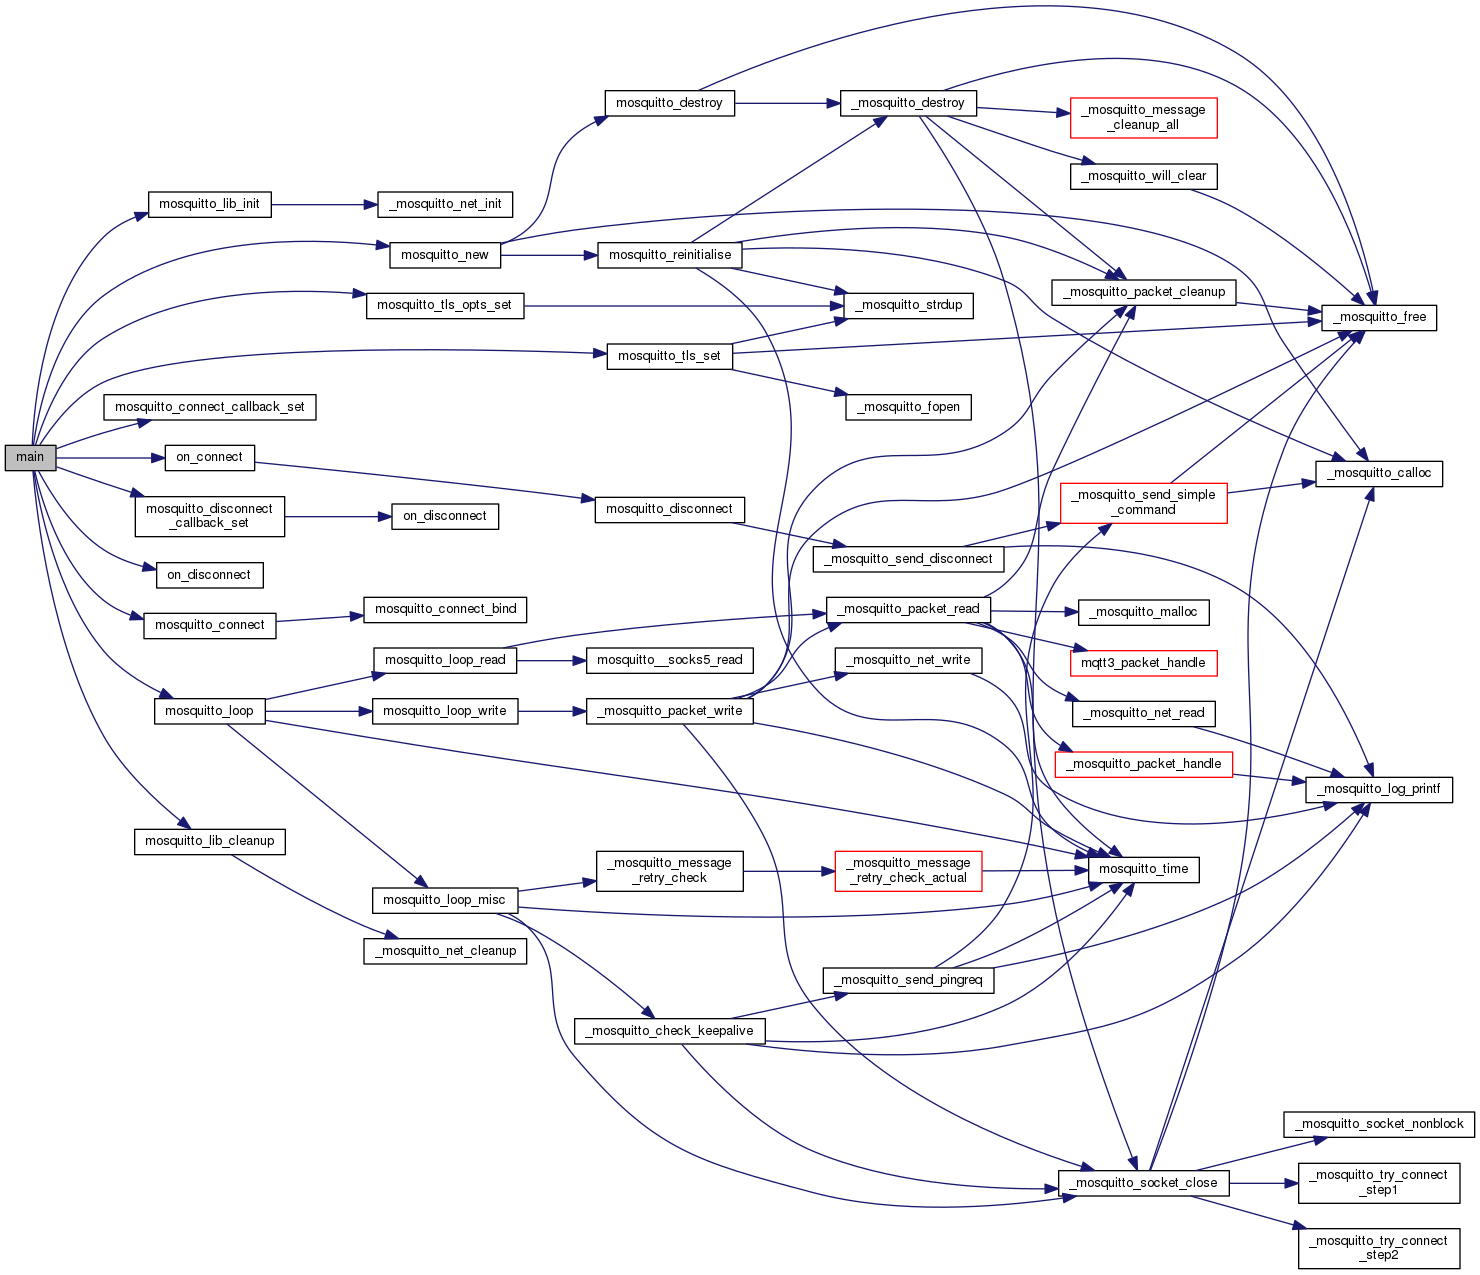 mosquitto_destroy
_mosquitto_destroy
_mosquitto_message
_cleanup_all
_mosquitto_will_clear
mosquitto_lib_init
_mosquitto_net_init
mosquitto_new
mosquitto_reinitialise
_mosquitto_packet_cleanup
mosquitto_tls_opts_set
_mosquitto_strdup
_mosquitto_free
mosquitto_tls_set
mosquitto_connect_callback_set
_mosquitto_fopen
main
on_connect
_mosquitto_calloc
mosquitto_disconnect
_callback_set
on_disconnect
mosquitto_disconnect
_mosquitto_send_simple
_command
_mosquitto_send_disconnect
on_disconnect
mosquitto_connect
mosquitto_connect_bind
_mosquitto_packet_read
_mosquitto_malloc
mosquitto_loop_read
mosquitto__socks5_read
_mosquitto_net_write
mqtt3_packet_handle
mosquitto_loop
mosquitto_loop_write
_mosquitto_packet_write
_mosquitto_net_read
_mosquitto_packet_handle
_mosquitto_log_printf
mosquitto_lib_cleanup
_mosquitto_message
_retry_check
_mosquitto_message
_retry_check_actual
mosquitto_time
mosquitto_loop_misc
_mosquitto_net_cleanup
_mosquitto_send_pingreq
_mosquitto_check_keepalive
_mosquitto_socket_nonblock
_mosquitto_socket_close
_mosquitto_try_connect
_step1
_mosquitto_try_connect
_step2